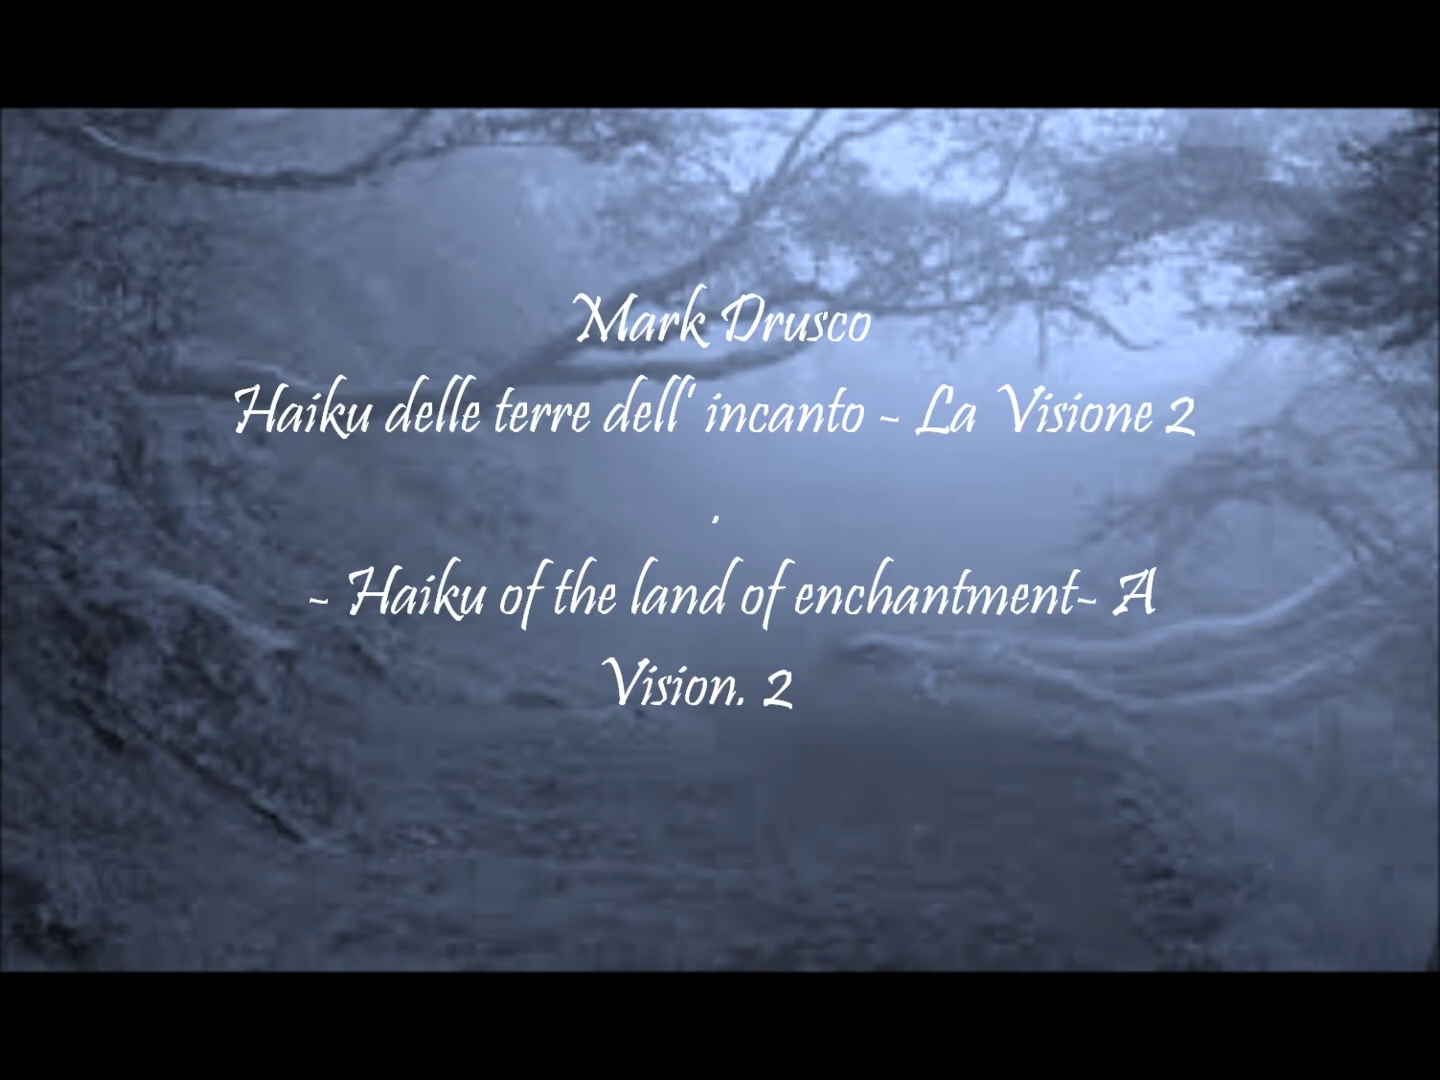 Mark Drusco
Haiku delle terre dell' incanto - La Visione 2
.
- Haiku of the land of enchantment- A
Vision. 2